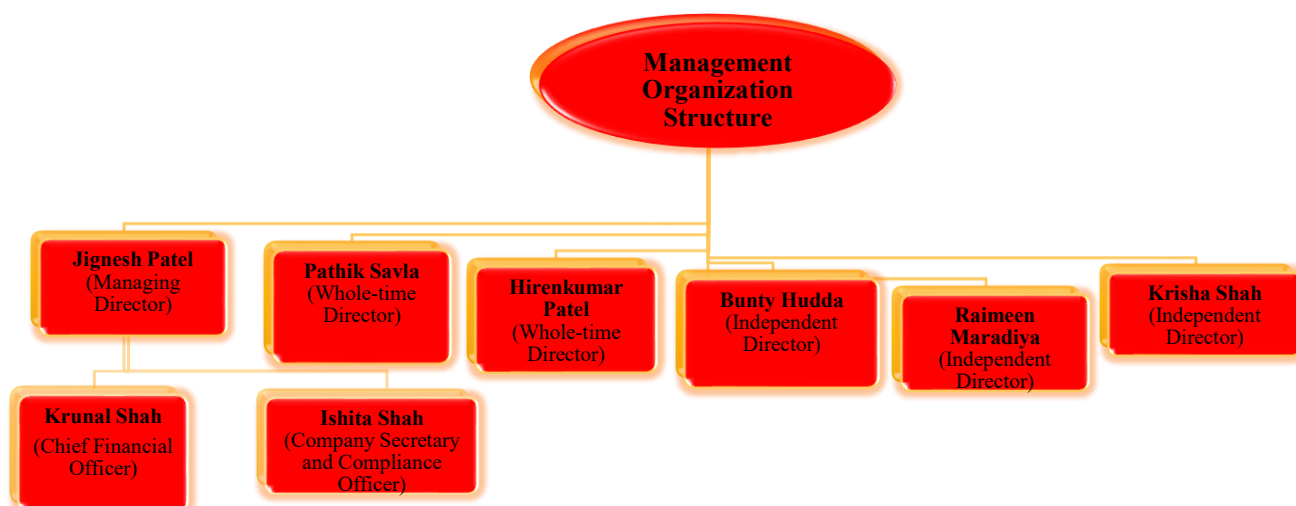 Management
Organization
Structure
Jignesh Patel
(Managing
Director)
Pathik Savla
(Whole-time
Director)
Hirenkumar
Patel
(Whole-time
Director)
Bunty Hudda
(Independent
Director)
Raimeen
Maradiya
(Independent
Director)
Krisha Shah
(Independent
Director)
Krunal Shah
(Chief Financial
Officer)
Ishita Shah
(Company Secretary
and Compliance
Officer)